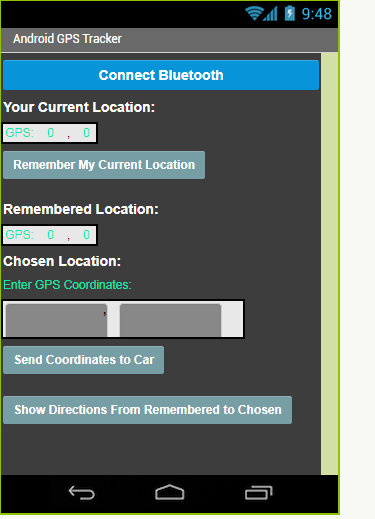 9:48
Android GPS Tracker
Connect Bluetooth
Your Current Location:
GPS: 0 , 0
Remember My Current Location
Remembered Location:
GPS: 0 , 0
Chosen Location:
Enter GPS Coordinates:
,
Send Coordinates to Car
Show Directions From Remembered to Chosen